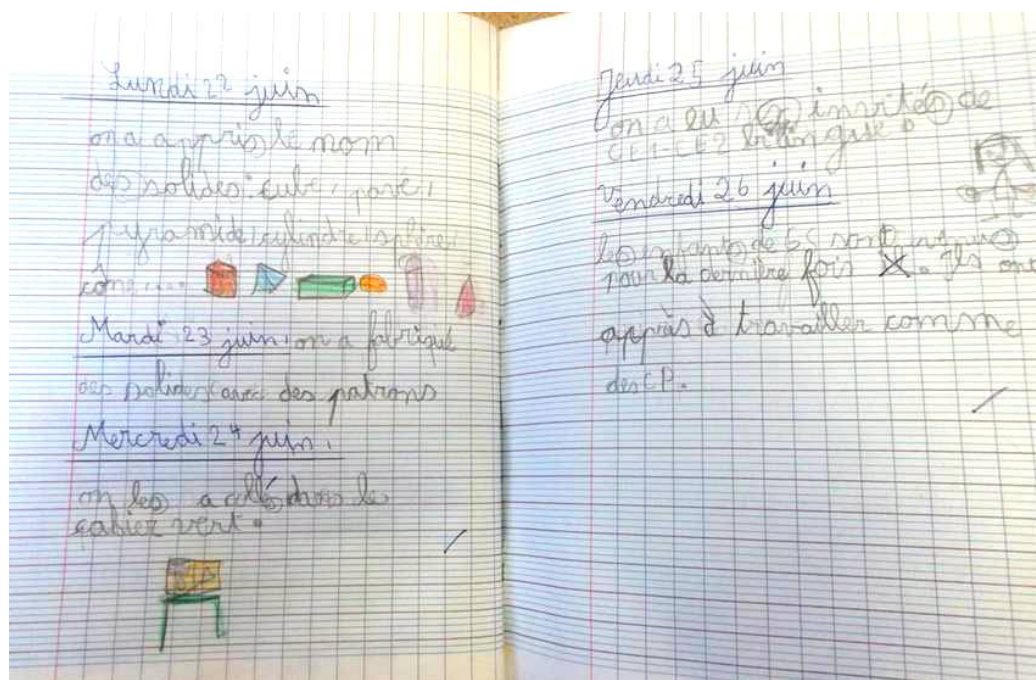 Lundi 22 juin
on a appris le nom
des solides : cube, pavé,
pyramide, cylindre, sphère,
cône....
Mardi 23 juin. on a fabriqué
des solides avec des patrons
Mercredi 24 juin.
on les a collés dans le
cahier vert.
Jeudi 25 juin
on a eu invités de
CE1-CE2 bilingue.
Vendredi 26 juin
les enfants de GS sont venus
pour la dernière fois X. Ils ont
appris à travailler comme
des CP.